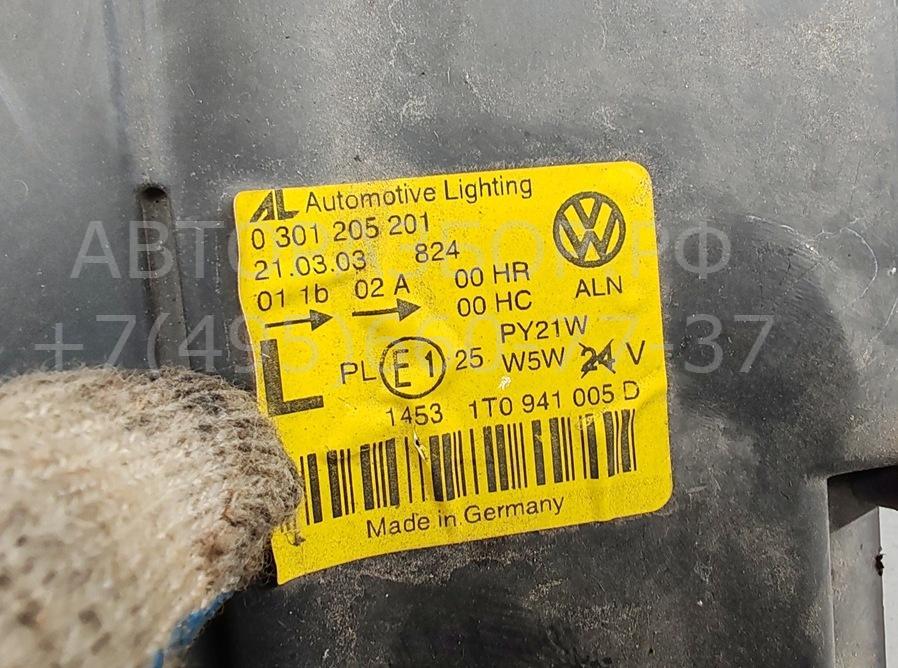 AL Automotive Lighting
0 301 205 201
21.03.03 824
01 1b 02 A 00 HR
00 HC ALN
PY21W
L PL E1 25 W5W 24 V
1453 1T0 941 005 D
Made in Germany